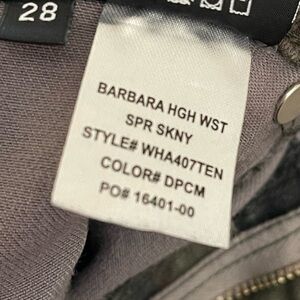 28
BARBARA HGH WST
SPR SKNY
STYLE# WHA407TEN
COLOR# DPCM
PO# 16401-00